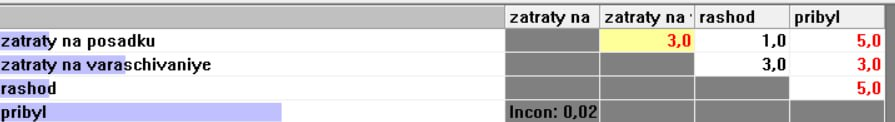 zatraty na zatraty na rashod pribyl
zatraty na posadku 3,0 1,0 5,0
zatraty na varaschivaniye 3,0 3,0
rashod 5,0
pribyl Incon: 0,02